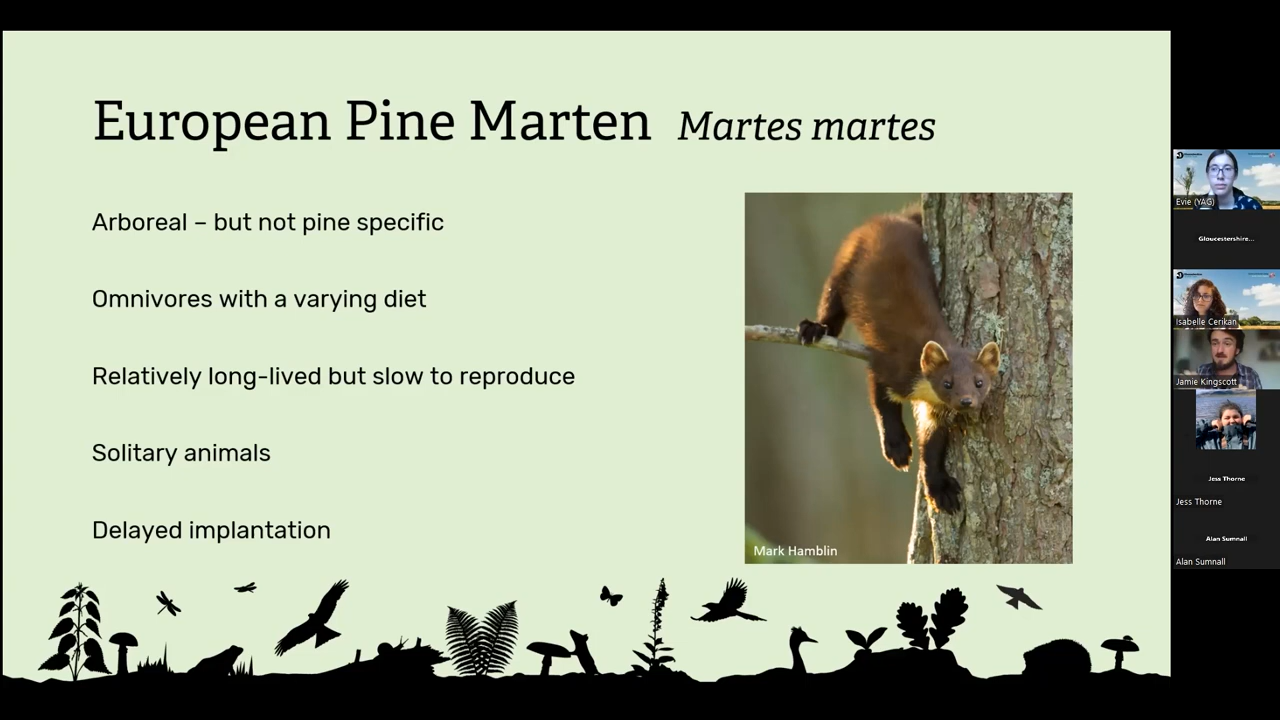 European Pine Marten Martes martes
Arboreal – but not pine specific
Omnivores with a varying diet
Relatively long-lived but slow to reproduce
Solitary animals
Delayed implantation
Mark Hamblin
Evie (YAG)
Gloucestershire...
Isabelle Cerikan
Jamie Kingscott
Jess Thorne
Jess Thorne
Alan Sumnall
Alan Sumnall